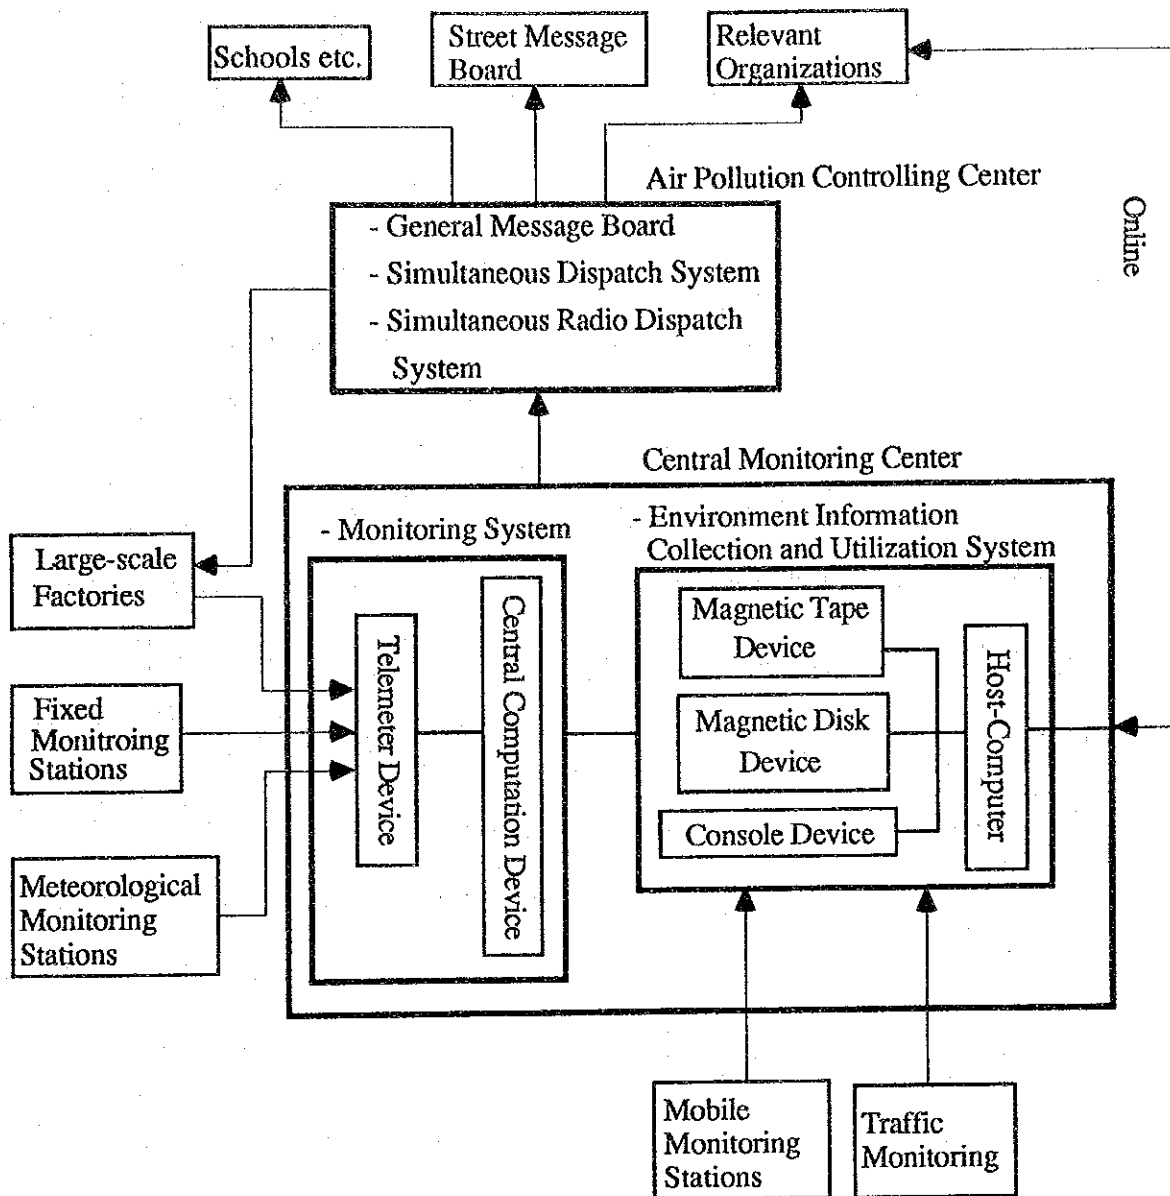 Schools etc.
Street Message
Board
Relevant
Organizations
Air Pollution Controlling Center
Online
- General Message Board
- Simultaneous Dispatch System
- Simultaneous Radio Dispatch
System
Central Monitoring Center
- Monitoring System
- Environment Information
Collection and Utilization System
Large-scale
Factories
Fixed
Monitroing
Stations
Meteorological
Monitoring
Stations
Telemeter Device
Central Computation Device
Magnetic Tape
Device
Magnetic Disk
Device
Console Device
Host-Computer
Mobile
Monitoring
Stations
Traffic
Monitoring